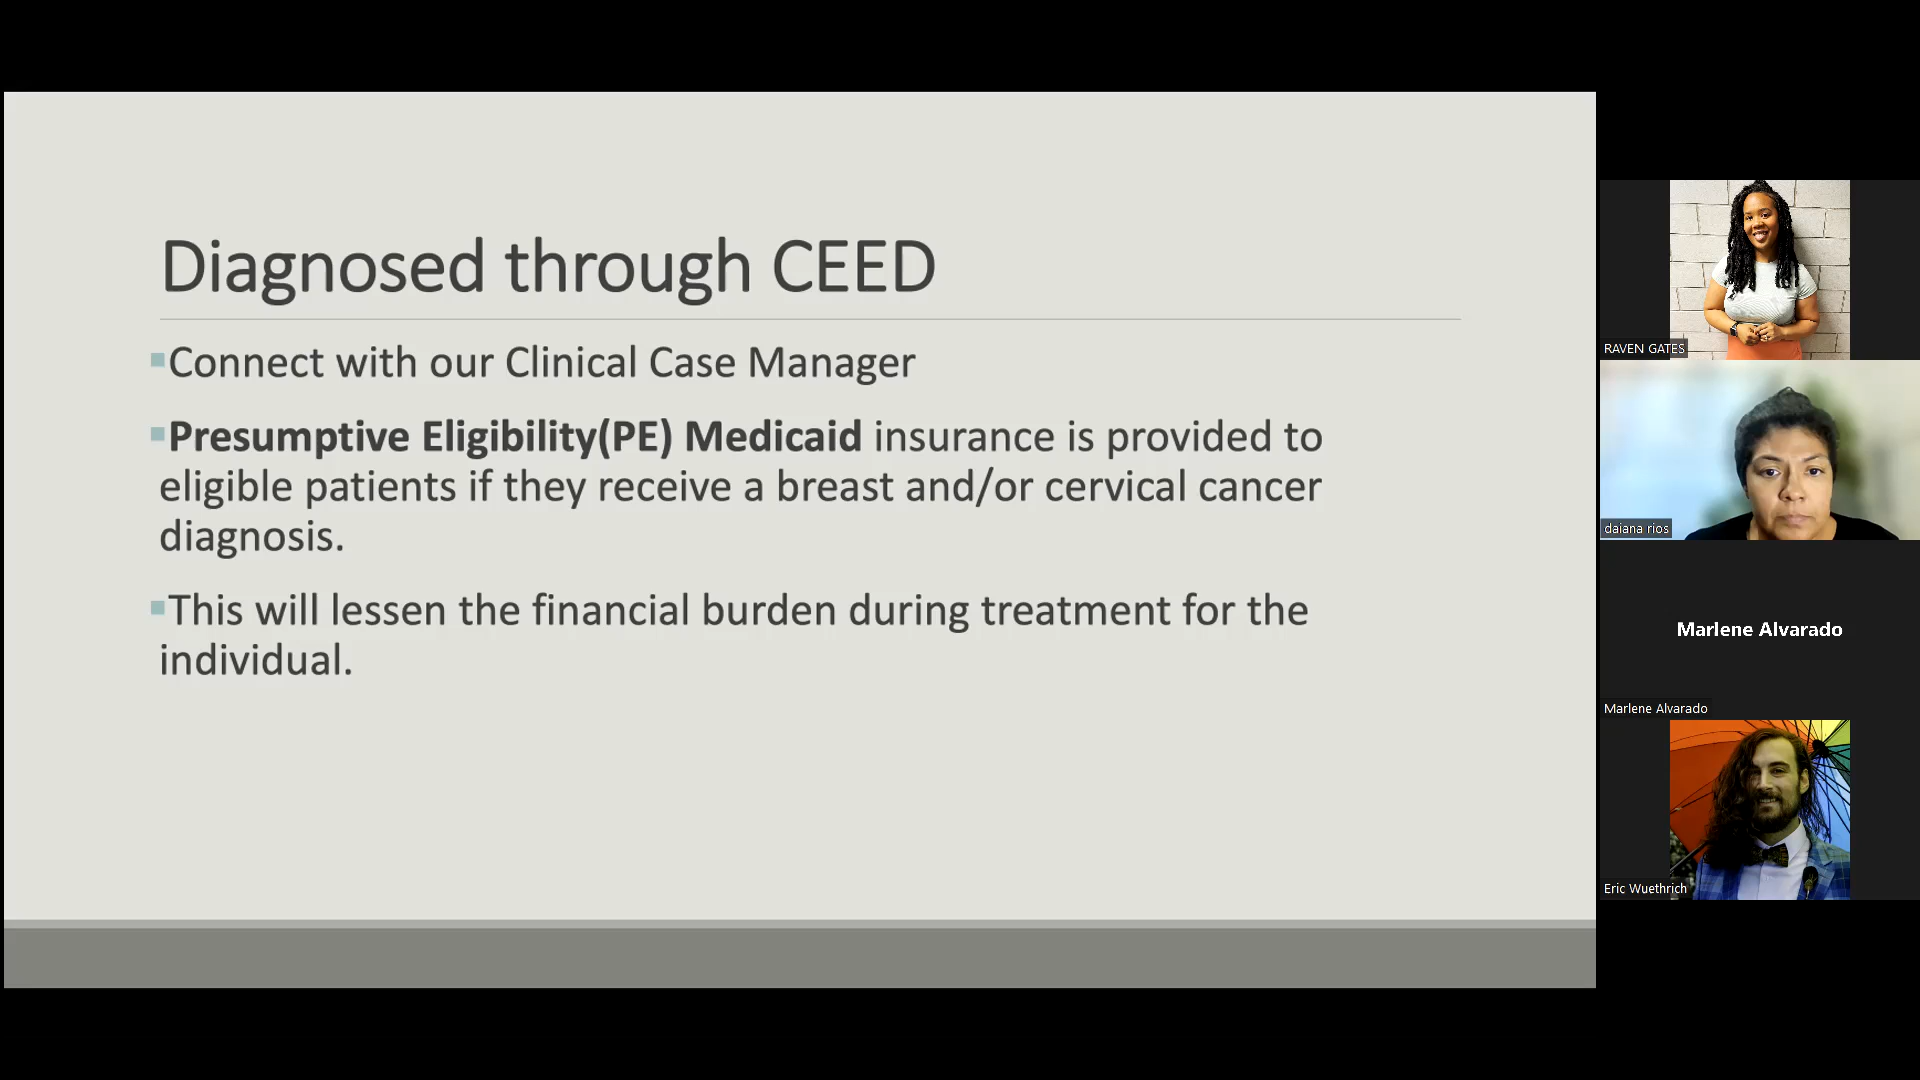 Diagnosed through CEED
Connect with our Clinical Case Manager
Presumptive Eligibility(PE) Medicaid insurance is provided to
eligible patients if they receive a breast and/or cervical cancer
diagnosis.
This will lessen the financial burden during treatment for the
individual.
RAVEN GATES
daiana rios
Marlene Alvarado
Marlene Alvarado
Eric Wuethrich